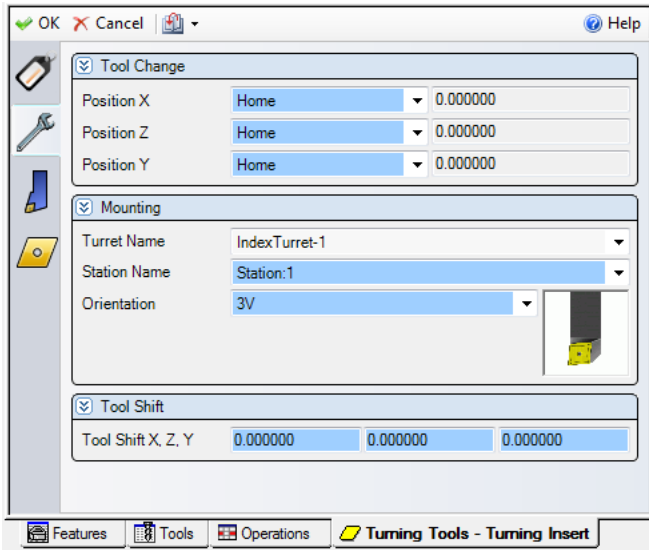 OK Cancel Help
Tool Change
Position X Home 0.000000
Position Z Home 0.000000
Position Y Home 0.000000
Mounting
Turret Name IndexTurret-1
Station Name Station:1
Orientation 3V
Tool Shift
Tool Shift X, Z, Y 0.000000 0.000000 0.000000
Features Tools Operations Turning Tools - Turning Insert